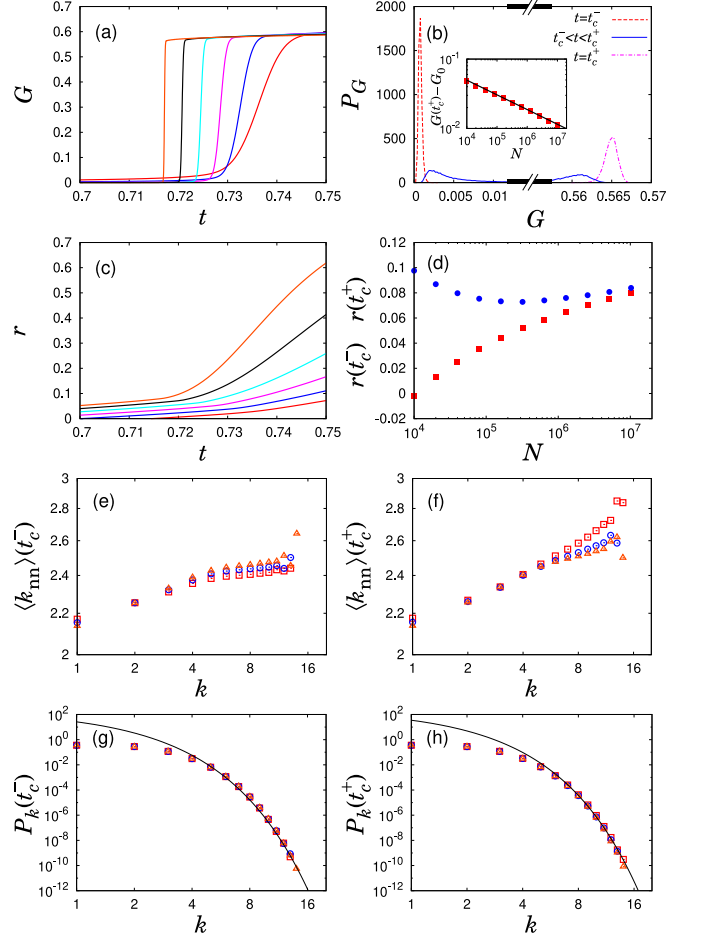 (a)
G
0.7
0.6
0.5
0.4
0.3
0.2
0.1
0
0.7 0.71 0.72 0.73 0.74 0.75
t
(b)
P_G
2000
1500
1000
500
0
0 0.005 0.01 0.56 0.565 0.57
G
t=t_c^-
t_c^-<t<t_c^+
t=t_c^+
G(t_c^+)−G_0
10^-1
10^-2
10^4 10^5 10^6 10^7
N
(c)
r
0.7
0.6
0.5
0.4
0.3
0.2
0.1
0
0.7 0.71 0.72 0.73 0.74 0.75
t
(d)
r(t_c^-) r(t_c^+)
0.12
0.1
0.08
0.06
0.04
0.02
0
-0.02
10^4 10^5 10^6 10^7
N
(e)
⟨k_nn⟩(t_c^-)
3
2.8
2.6
2.4
2.2
2
1 2 4 8 16
k
(f)
⟨k_nn⟩(t_c^+)
3
2.8
2.6
2.4
2.2
2
1 2 4 8 16
k
(g)
P_k(t_c^-)
10^2
10^0
10^-2
10^-4
10^-6
10^-8
10^-10
10^-12
1 2 4 8 16
k
(h)
P_k(t_c^+)
10^2
10^0
10^-2
10^-4
10^-6
10^-8
10^-10
10^-12
1 2 4 8 16
k